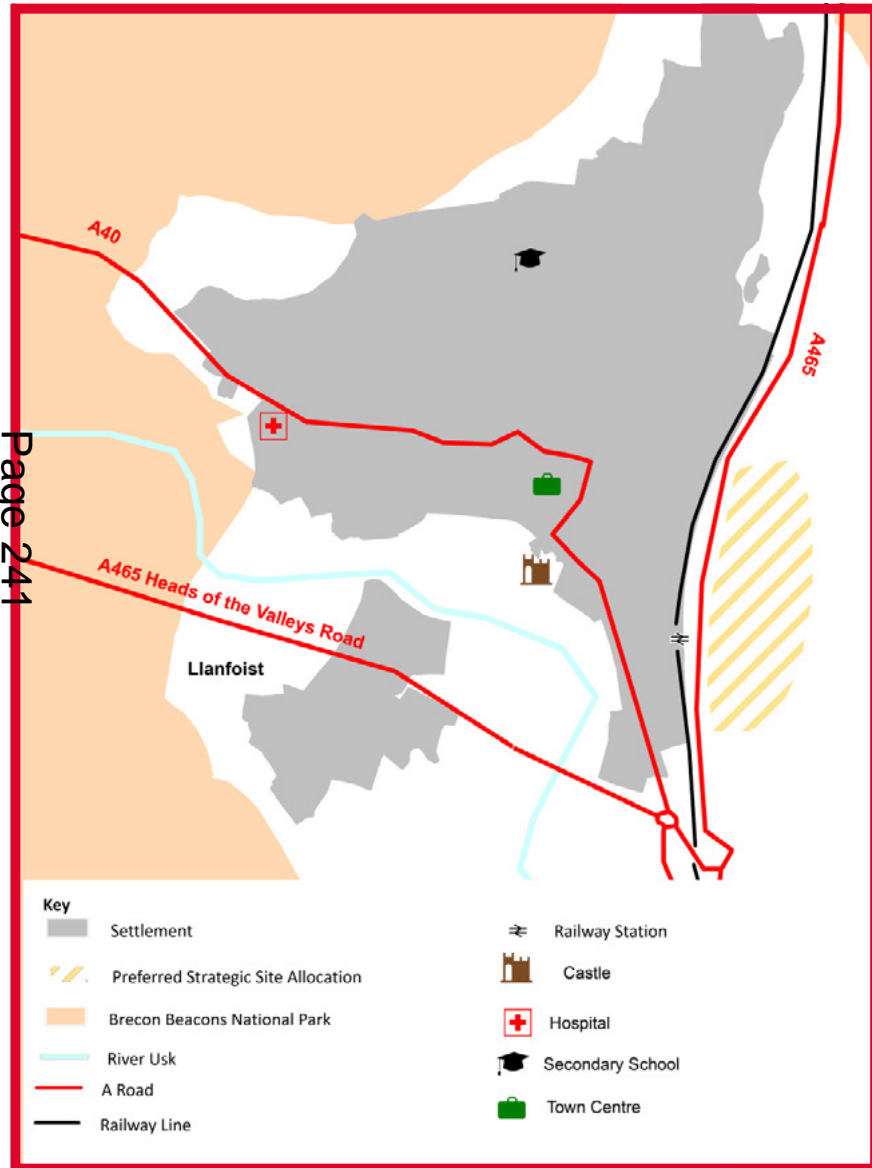 A40
A465
Page 241
A465 Heads of the Valleys Road
Llanfoist
Key
Settlement
Preferred Strategic Site Allocation
Brecon Beacons National Park
River Usk
A Road
Railway Line
Railway Station
Castle
Hospital
Secondary School
Town Centre